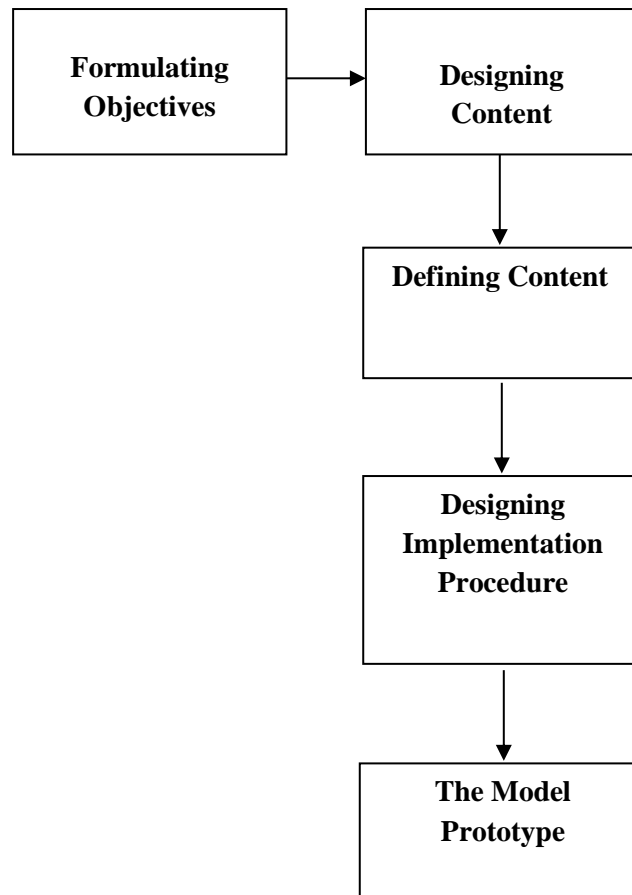 Formulating
Objectives
Designing
Content
Defining Content
Designing
Implementation
Procedure
The Model
Prototype